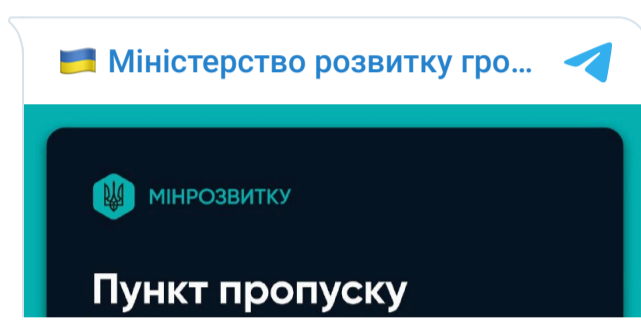 🇺🇦 Міністерство розвитку гро...
МІНРОЗВИТКУ
Пункт пропуску